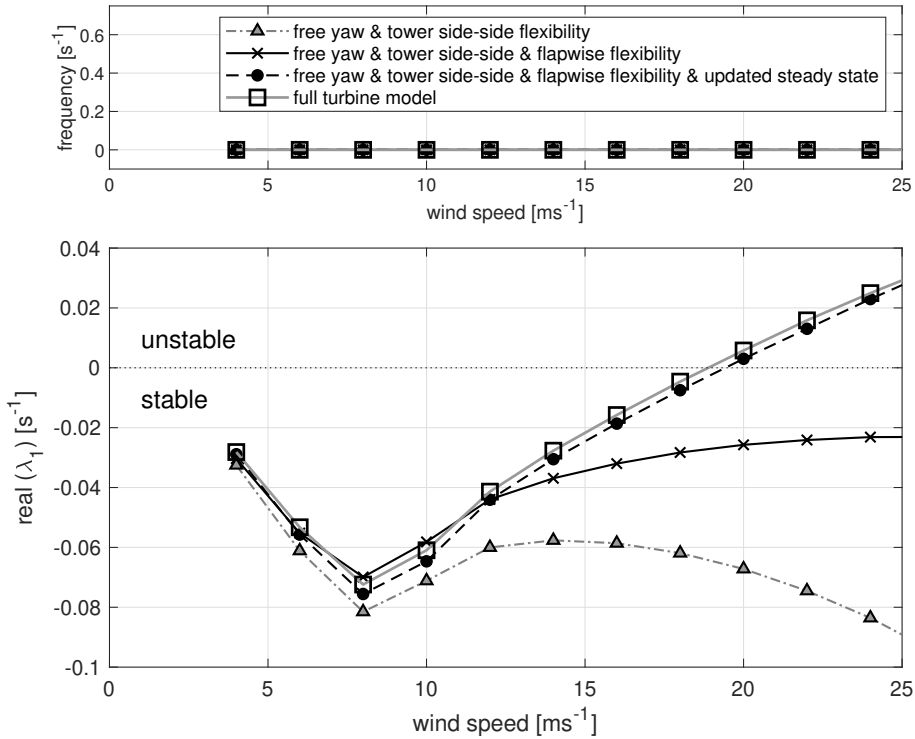 frequency [s-1]
0.6
0.4
0.2
0
free yaw & tower side-side flexibility
free yaw & tower side-side & flapwise flexibility
free yaw & tower side-side & flapwise flexibility & updated steady state
full turbine model
0 5 10 15 20 25
wind speed [ms-1]
real (λ1) [s-1]
0.04
0.02
0
-0.02
-0.04
-0.06
-0.08
-0.1
unstable
stable
0 5 10 15 20 25
wind speed [ms-1]